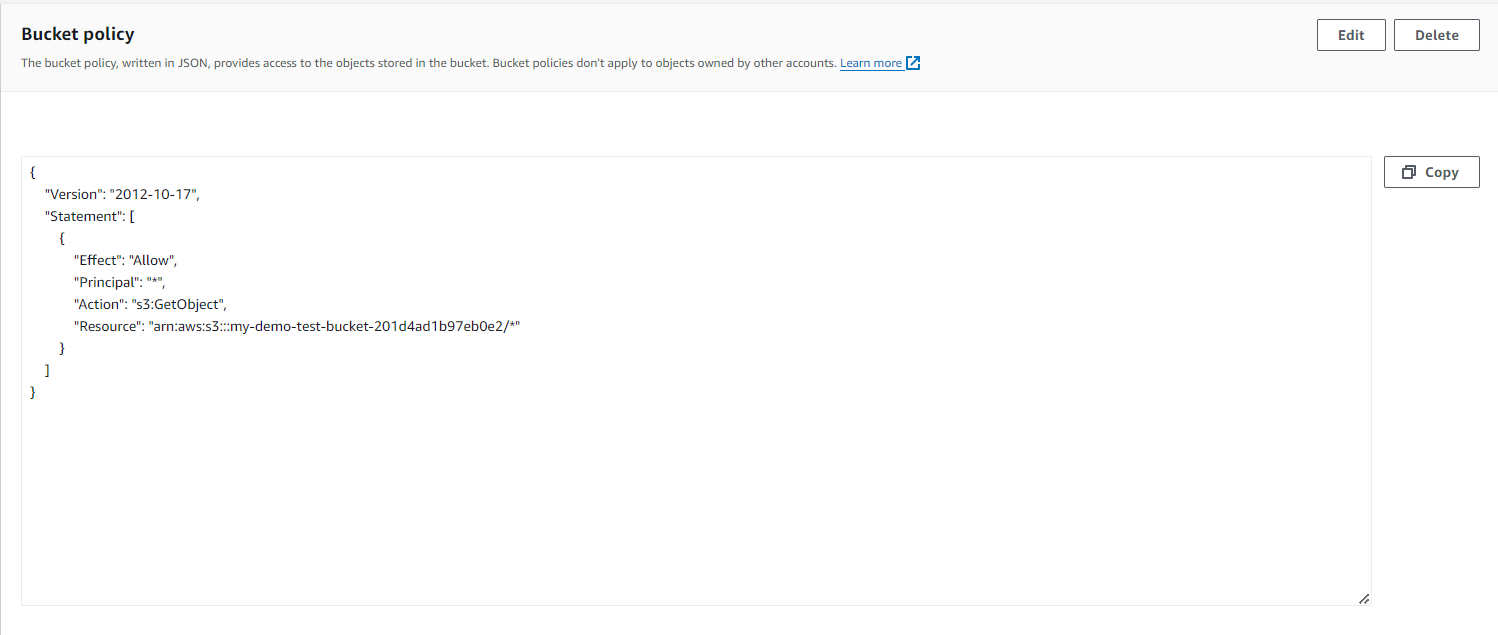 Bucket policy
Edit
Delete
The bucket policy, written in JSON, provides access to the objects stored in the bucket. Bucket policies don't apply to objects owned by other accounts. Learn more
Copy
{
    "Version": "2012-10-17",
    "Statement": [
        {
            "Effect": "Allow",
            "Principal": "*",
            "Action": "s3:GetObject",
            "Resource": "arn:aws:s3:::my-demo-test-bucket-201d4ad1b97eb0e2/*"
        }
    ]
}